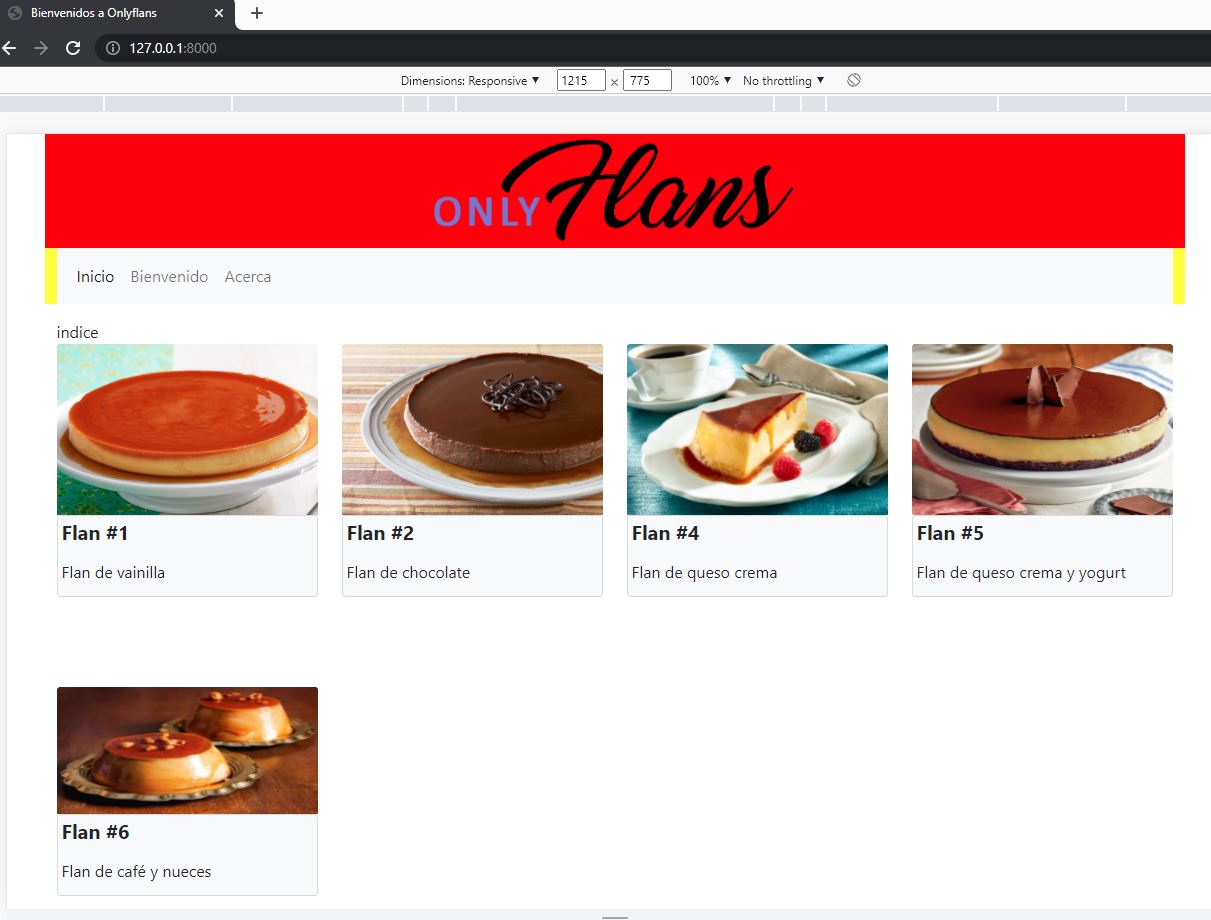 Bienvenidos a Onlyflans
127.0.0.1:8000
Dimensions: Responsive 1215 × 775 100% No throttling
ONLY Flans
Inicio Bienvenido Acerca
indice
Flan #1
Flan de vainilla
Flan #2
Flan de chocolate
Flan #4
Flan de queso crema
Flan #5
Flan de queso crema y yogurt
Flan #6
Flan de café y nueces